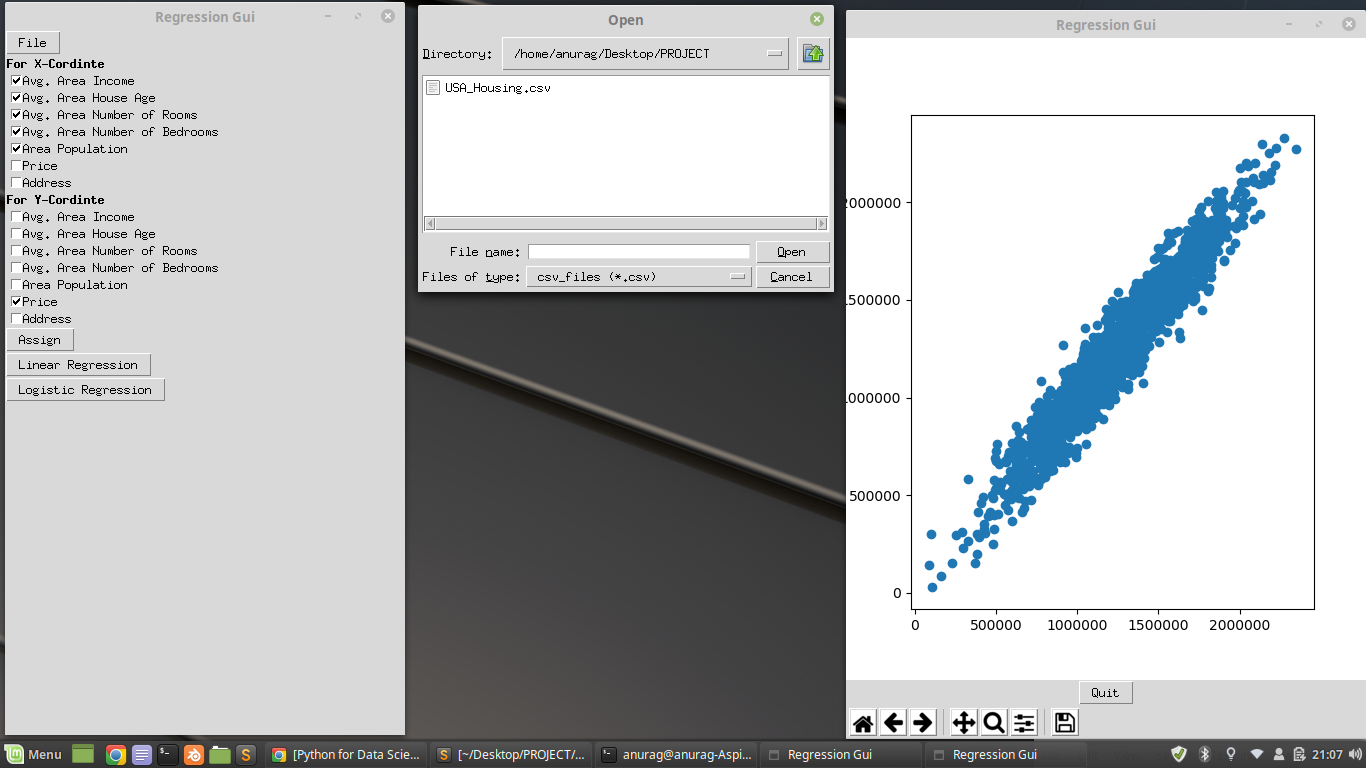 Regression Gui
File
For X-Cordinte
Avg. Area Income
Avg. Area House Age
Avg. Area Number of Rooms
Avg. Area Number of Bedrooms
Area Population
Price
Address
For Y-Cordinte
Avg. Area Income
Avg. Area House Age
Avg. Area Number of Rooms
Avg. Area Number of Bedrooms
Area Population
Price
Address
Assign
Linear Regression
Logistic Regression
Open
Directory: /home/anurag/Desktop/PROJECT
USA_Housing.csv
File name: Open
Files of type: csv_files (*.csv) Cancel
Regression Gui
2000000
1500000
1000000
500000
0
0 500000 1000000 1500000 2000000
Quit
Menu [Python for Data Scie... [~/Desktop/PROJECT/... anurag@anurag-Aspi... Regression Gui Regression Gui 21:07